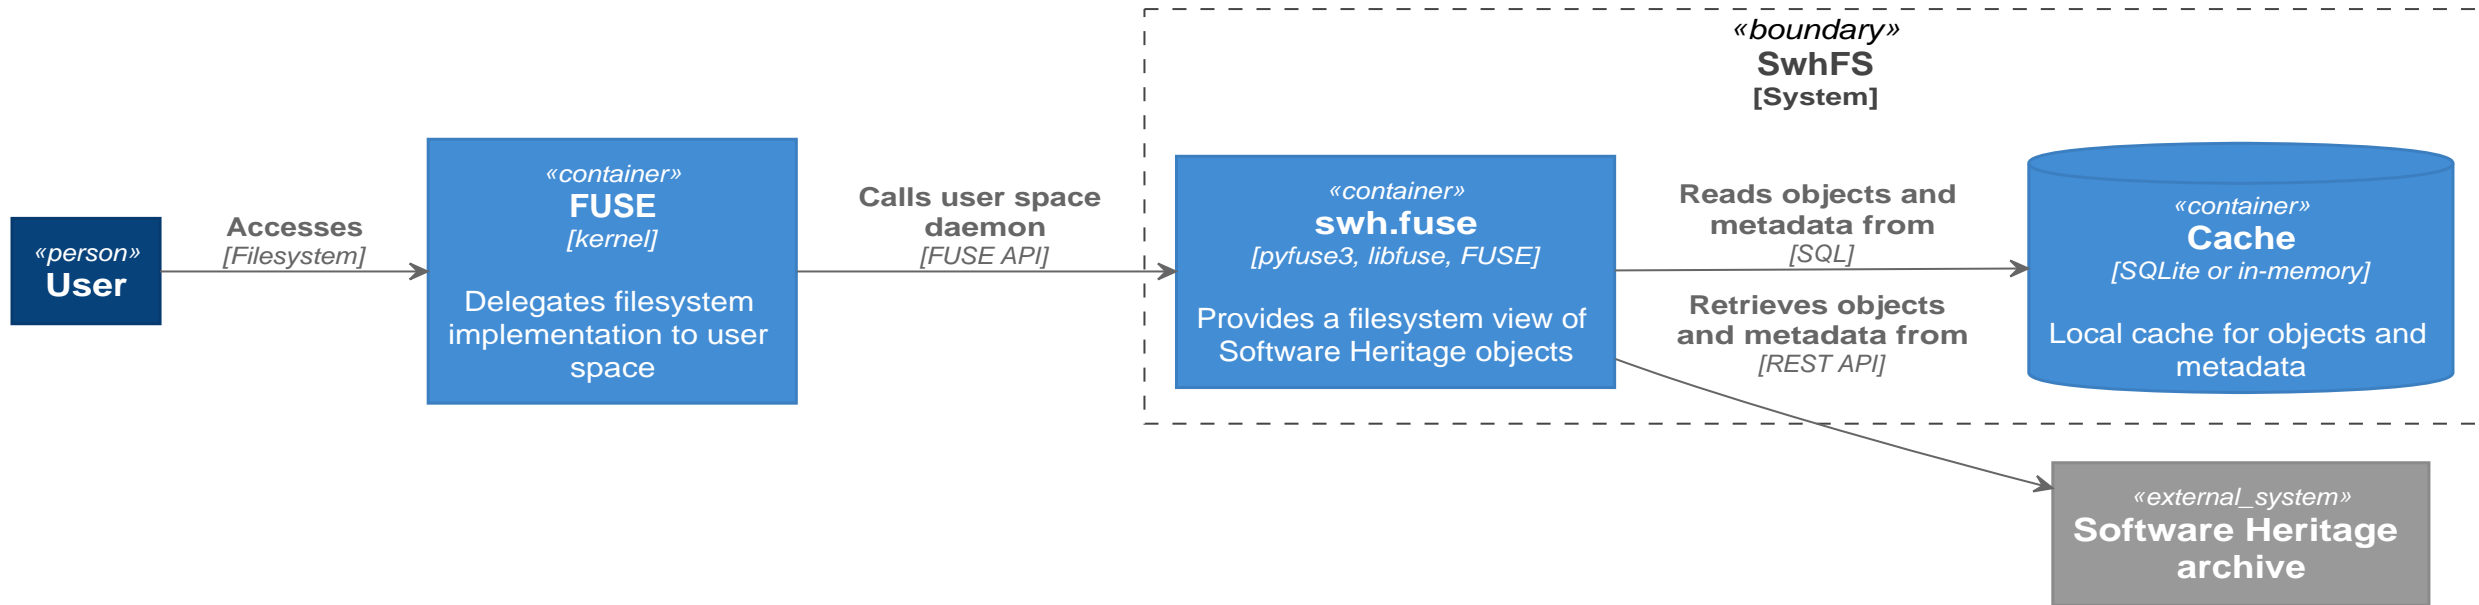 «boundary»
SwhFS
[System]
«person»
User
Accesses
[Filesystem]
«container»
FUSE
[kernel]
Delegates filesystem
implementation to user
space
Calls user space
daemon
[FUSE API]
«container»
swh.fuse
[pyfuse3, libfuse, FUSE]
Provides a filesystem view of
Software Heritage objects
Reads objects and
metadata from
[SQL]
Retrieves objects
and metadata from
[REST API]
«container»
Cache
[SQLite or in-memory]
Local cache for objects and
metadata
«external_system»
Software Heritage
archive